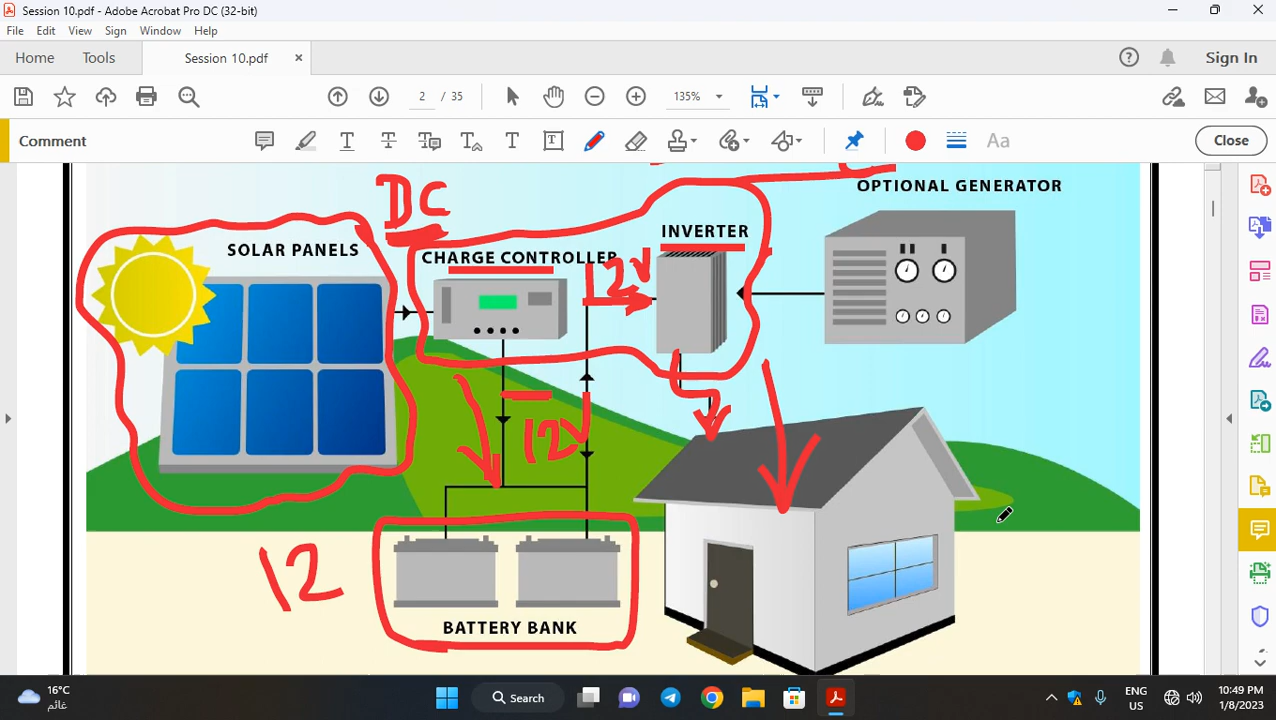 Session 10.pdf - Adobe Acrobat Pro DC (32-bit)
File Edit View Sign Window Help
Home Tools Session 10.pdf × Sign In
2 / 35 135%
Comment Close
DC
OPTIONAL GENERATOR
INVERTER
SOLAR PANELS
CHARGE CONTROLLER
12V
12V
12
BATTERY BANK
16°C
غائم
Search
ENG
US
10:49 PM
1/8/2023